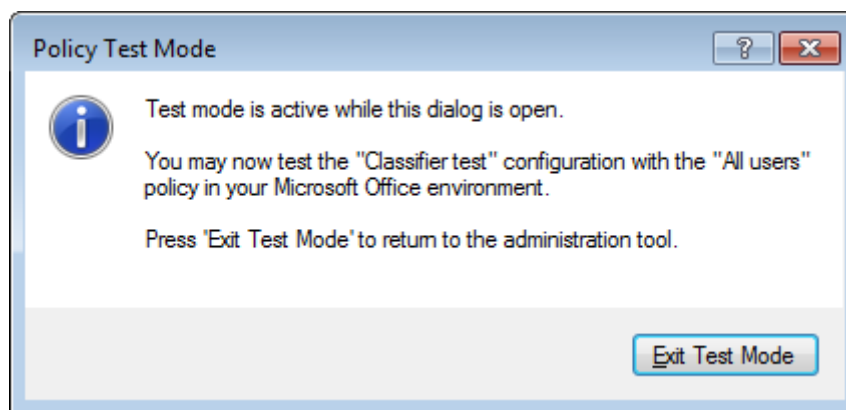 Policy Test Mode
Test mode is active while this dialog is open.
You may now test the "Classifier test" configuration with the "All users"
policy in your Microsoft Office environment.
Press 'Exit Test Mode' to return to the administration tool.
Exit Test Mode